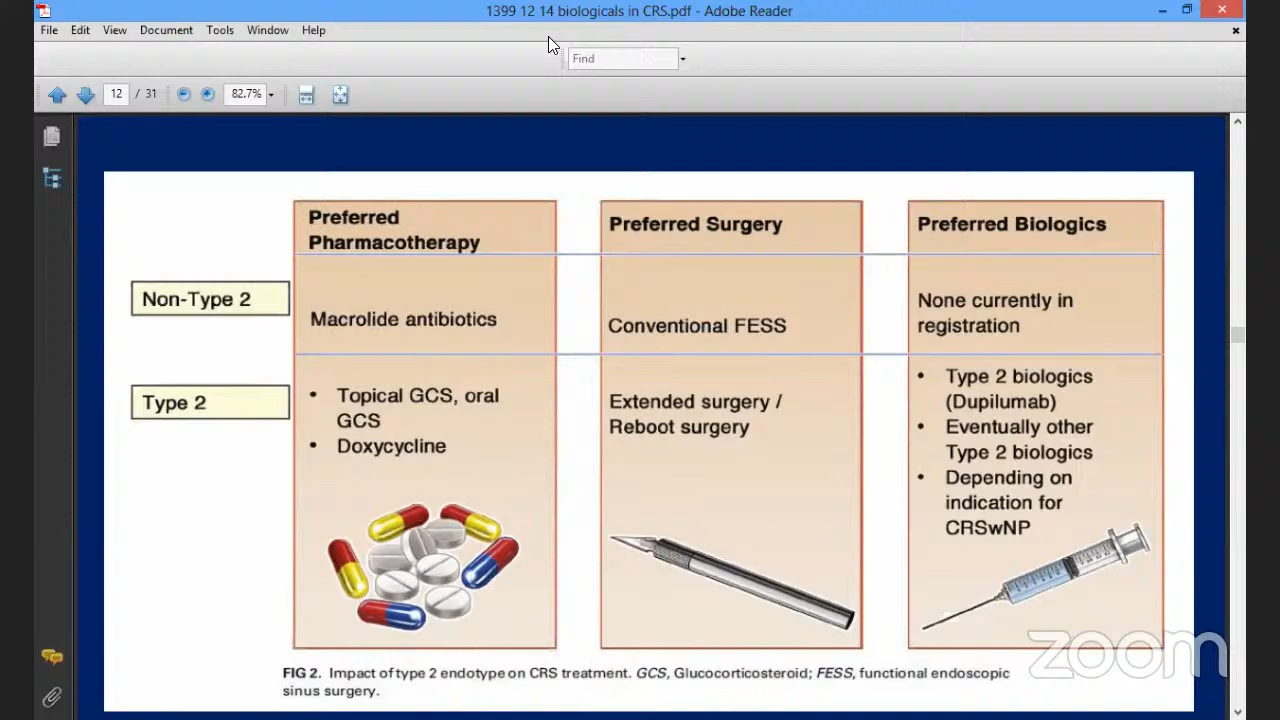 1399 12 14 biologicals in CRS.pdf - Adobe Reader
File Edit View Document Tools Window Help
Find
12 / 31 82.7%
Preferred Pharmacotherapy
Preferred Surgery
Preferred Biologics
Non-Type 2
Macrolide antibiotics
Conventional FESS
None currently in
registration
Type 2
• Topical GCS, oral
GCS
• Doxycycline
Extended surgery /
Reboot surgery
• Type 2 biologics
(Dupilumab)
• Eventually other
Type 2 biologics
• Depending on
indication for
CRSwNP
zoom
FIG 2. Impact of type 2 endotype on CRS treatment. GCS, Glucocorticosteroid; FESS, functional endoscopic
sinus surgery.